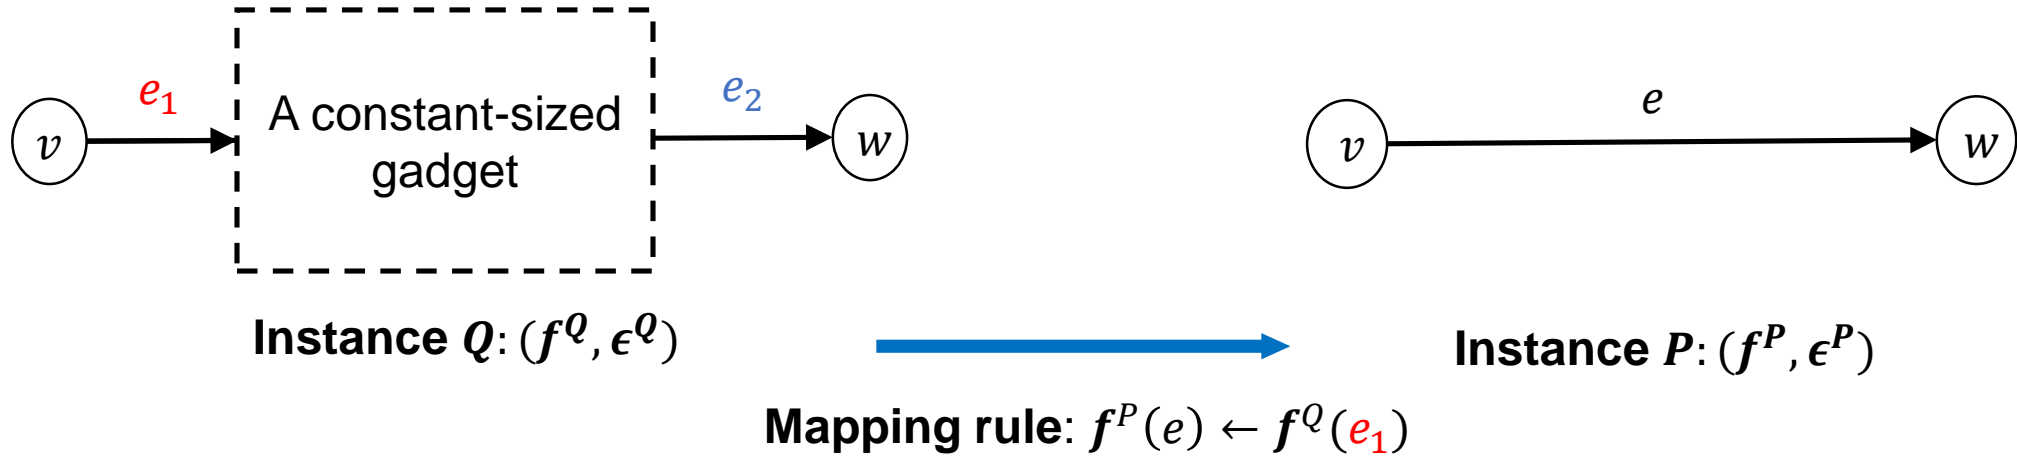 e₁ e₂ e
v A constant-sized gadget w v w
Instance Q: (f^Q, ϵ^Q) Instance P: (f^P, ϵ^P)
Mapping rule: f^P(e) ← f^Q(e₁)